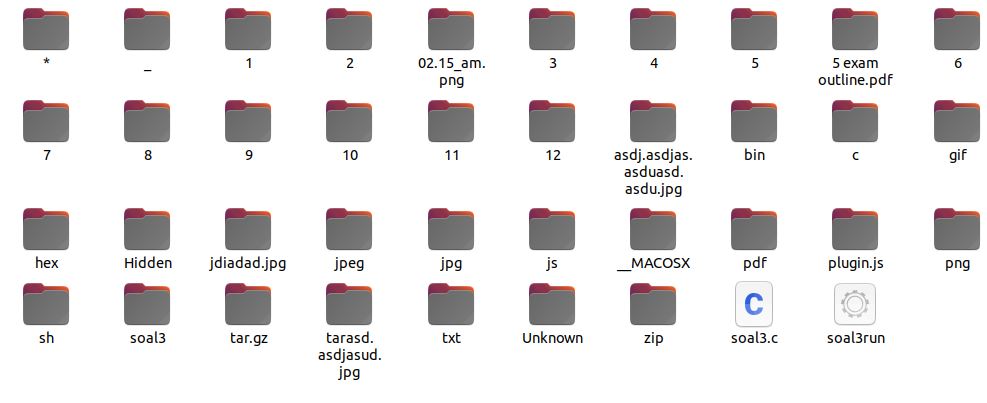 *
_
1
2
02.15_am.
png
3
4
5
5 exam
outline.pdf
6
7
8
9
10
11
12
asdj.asdjas.
asduasd.
asdu.jpg
bin
c
gif
hex
Hidden
jdiadad.jpg
jpeg
jpg
js
__MACOSX
pdf
plugin.js
png
sh
soal3
tar.gz
tarasd.
asdjasud.
jpg
txt
Unknown
zip
C
soal3.c
soal3run